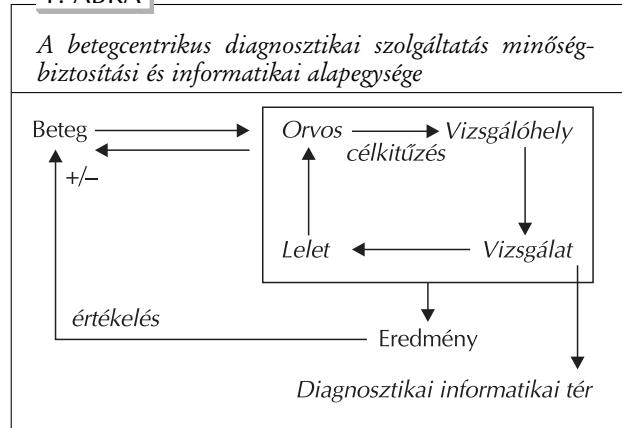 1. ÁBRA
A betegcentrikus diagnosztikai szolgáltatás minőség-
biztosítási és informatikai alapegysége
Beteg
Orvos
Vizsgálóhely
célkitűzés
+/–
Lelet
Vizsgálat
értékelés
Eredmény
Diagnosztikai informatikai tér